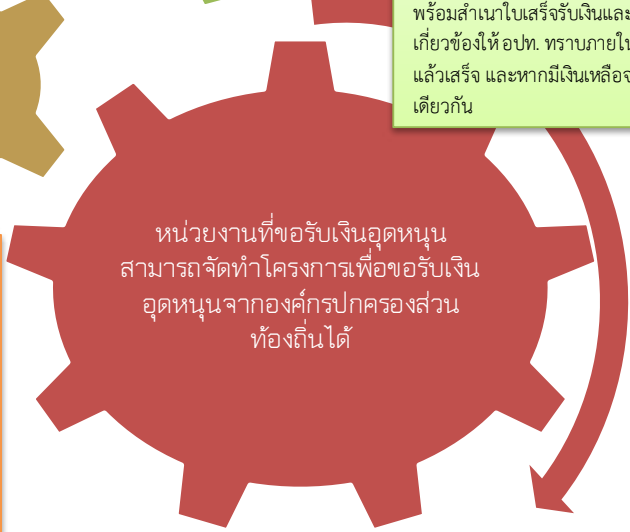 พร้อมสำเนาใบเสร็จรับเงินและ
เกี่ยวข้องให้ อปท. ทราบภายใน
แล้วเสร็จ และหากมีเงินเหลือจ
เดียวกัน
หน่วยงานที่ขอรับเงินอุดหนุน
สามารถจัดทำโครงการเพื่อขอรับเงิน
อุดหนุนจากองค์กรปกครองส่วน
ท้องถิ่นได้